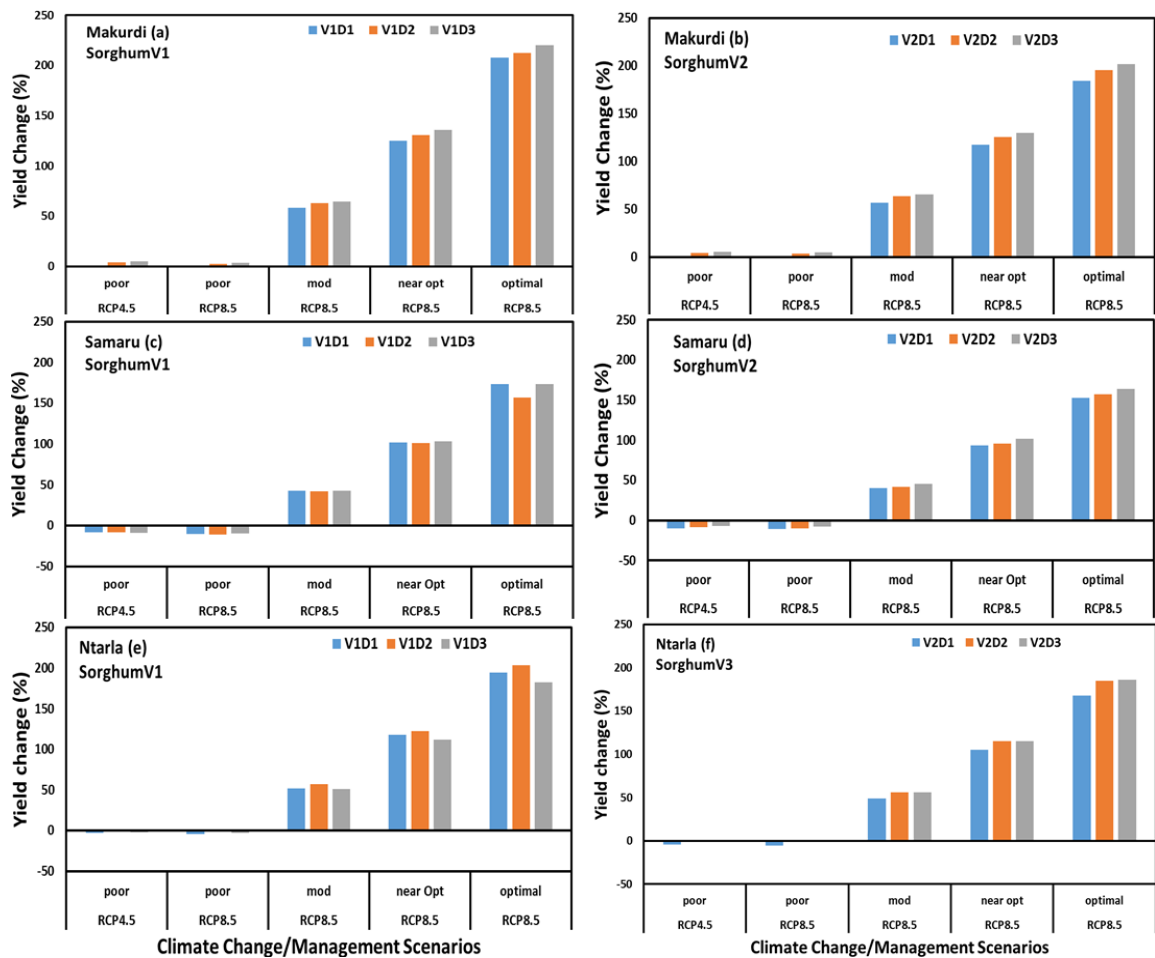 Makurdi (a)
SorghumV1
V1D1 V1D2 V1D3
Yield Change (%)
250
200
150
100
50
0
poor poor mod near opt optimal
RCP4.5 RCP8.5 RCP8.5 RCP8.5 RCP8.5
Makurdi (b)
SorghumV2
V2D1 V2D2 V2D3
Yield Change (%)
250
200
150
100
50
0
poor poor mod near opt optimal
RCP4.5 RCP8.5 RCP8.5 RCP8.5 RCP8.5
Samaru (c)
SorghumV1
V1D1 V1D2 V1D3
Yield Change (%)
250
200
150
100
50
0
-50
poor poor mod near Opt optimal
RCP4.5 RCP8.5 RCP8.5 RCP8.5 RCP8.5
Samaru (d)
SorghumV2
V2D1 V2D2 V2D3
Yield Change (%)
250
200
150
100
50
0
-50
poor poor mod near Opt optimal
RCP4.5 RCP8.5 RCP8.5 RCP8.5 RCP8.5
Ntarla (e)
SorghumV1
V1D1 V1D2 V1D3
Yield change (%)
250
200
150
100
50
0
-50
poor poor mod near Opt optimal
RCP4.5 RCP8.5 RCP8.5 RCP8.5 RCP8.5
Climate Change/Management Scenarios
Ntarla (f)
SorghumV3
V2D1 V2D2 V2D3
Yield change (%)
250
200
150
100
50
0
-50
poor poor mod near opt optimal
RCP4.5 RCP8.5 RCP8.5 RCP8.5 RCP8.5
Climate Change/Management Scenarios